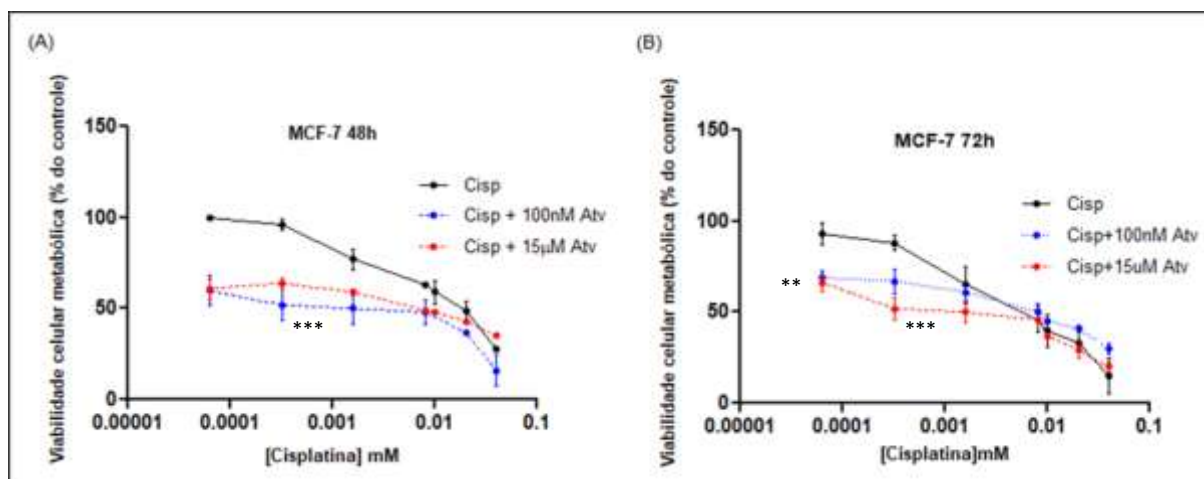 (A)
Viabilidade celular metabólica (% do controle)
MCF-7 48h
150
100
50
0
Cisp
Cisp + 100nM Atv
Cisp + 15μM Atv
***
0.00001 0.0001 0.001 0.01 0.1
[Cisplatina] mM
(B)
Viabilidade celular metabólica (% do controle)
MCF-7 72h
150
100
50
0
Cisp
Cisp+100nM Atv
Cisp+15uM Atv
**
***
0.00001 0.0001 0.001 0.01 0.1
[Cisplatina]mM